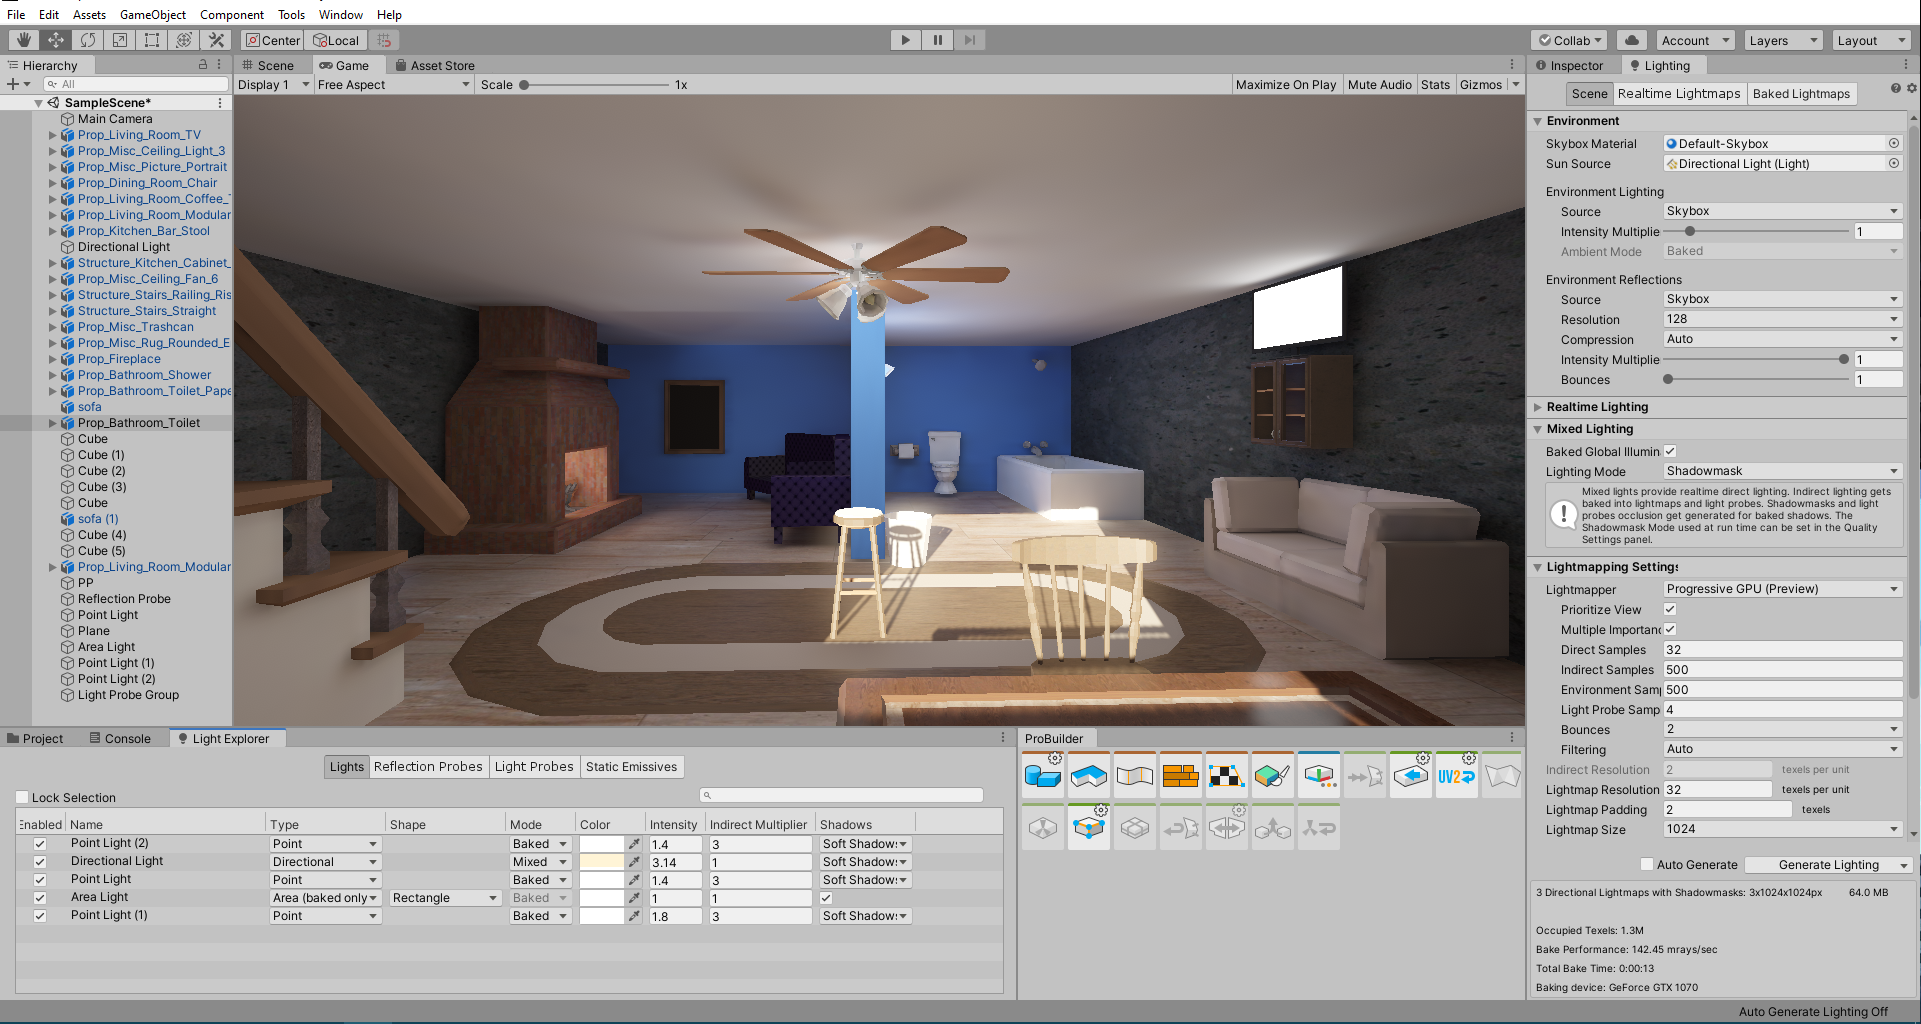 File Edit Assets GameObject Component Tools Lightmapping Window Help
Center Local
Collab Account Layers Layout
Hierarchy
All
SampleScene*
Main Camera
Prop_Living_Room_TV
Prop_Misc_Ceiling_Light_3
Prop_Misc_Picture_Portrait
Prop_Dining_Room_Chair
Prop_Living_Room_Coffee_T
Prop_Living_Room_Modular
Prop_Kitchen_Bar_Stool
Directional Light
Structure_Kitchen_Cabinet_
Prop_Misc_Ceiling_Fan_6
Structure_Stairs_Railing_Ris
Structure_Stairs_Straight
Prop_Misc_Trashcan
Prop_Misc_Rug_Rounded_E
Prop_Fireplace
Prop_Bathroom_Shower
Prop_Bathroom_Toilet_Pape
sofa
Prop_Bathroom_Toilet
Cube
Cube (1)
Cube (2)
Cube (3)
Cube
sofa (1)
Cube (4)
Cube (5)
Prop_Living_Room_Modular
PP
Reflection Probe
Point Light
Plane
Area Light
Point Light (1)
Point Light (2)
Light Probe Group
Scene Game Asset Store
Display 1 Free Aspect Scale 1x Maximize On Play Mute Audio Stats Gizmos
Inspector Lighting
Scene Realtime Lightmaps Baked Lightmaps
Environment
Skybox Material Default-Skybox
Sun Source Directional Light (Light)
Environment Lighting
Source Skybox
Intensity Multiplie 1
Ambient Mode Baked
Environment Reflections
Source Skybox
Resolution 128
Compression Auto
Intensity Multiplie 1
Bounces 1
Realtime Lighting
Mixed Lighting
Baked Global Illumin
Lighting Mode Shadowmask
Mixed lights provide realtime direct lighting. Indirect lighting gets
baked into lightmaps and light probes. Shadowmasks and light
probes occlusion get generated for baked shadows. The
Shadowmask Mode used at run time can be set in the Quality
Settings panel.
Lightmapping Settings
Lightmapper Progressive GPU (Preview)
Prioritize View
Multiple Importanc
Direct Samples 32
Indirect Samples 500
Environment Samp 500
Light Probe Samp 4
Bounces 2
Filtering Auto
Indirect Resolution 2 texels per unit
Lightmap Resolution 32 texels per unit
Lightmap Padding 2 texels
Lightmap Size 1024
Auto Generate Generate Lighting
3 Directional Lightmaps with Shadowmasks: 3x1024x1024px 64.0 MB
Occupied Texels: 1.3M
Bake Performance: 142.45 mrays/sec
Total Bake Time: 0:00:13
Baking device: GeForce GTX 1070
Auto Generate Lighting Off
Project Console Light Explorer
Lights Reflection Probes Light Probes Static Emissives
Lock Selection
Enabled Name Type Shape Mode Color Intensity Indirect Multiplier Shadows
Point Light (2) Point Baked 1.4 3 Soft Shadows
Directional Light Directional Mixed 3.14 1 Soft Shadows
Point Light Point Baked 1.4 3 Soft Shadows
Area Light Area (baked only Rectangle Baked 1 1
Point Light (1) Point Baked 1.8 3 Soft Shadows
ProBuilder
UV2